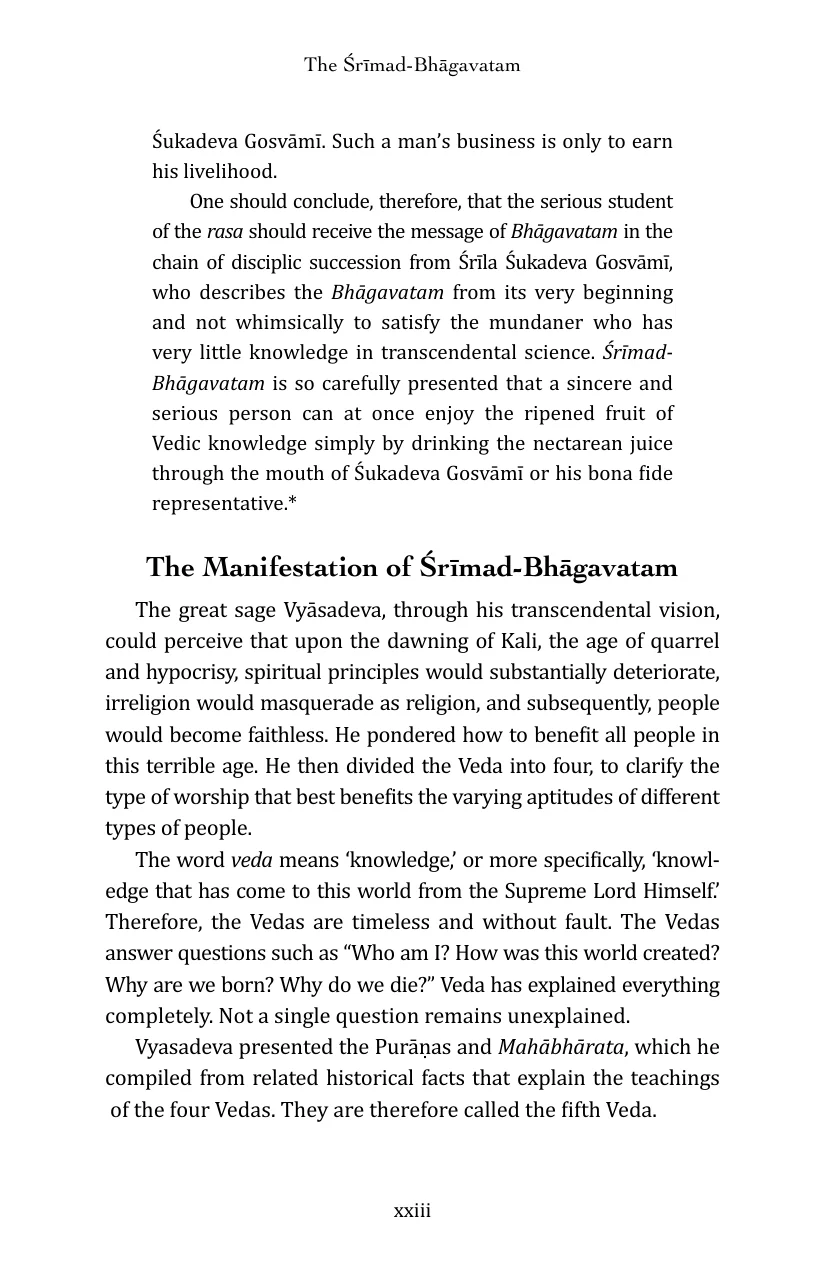 The Śrīmad-Bhāgavatam
Śukadeva Gosvāmī. Such a man’s business is only to earn
his livelihood.
One should conclude, therefore, that the serious student
of the rasa should receive the message of Bhāgavatam in the
chain of disciplic succession from Śrīla Śukadeva Gosvāmī,
who describes the Bhāgavatam from its very beginning
and not whimsically to satisfy the mundaner who has
very little knowledge in transcendental science. Śrīmad-
Bhāgavatam is so carefully presented that a sincere and
serious person can at once enjoy the ripened fruit of
Vedic knowledge simply by drinking the nectarean juice
through the mouth of Śukadeva Gosvāmī or his bona fide
representative.*
The Manifestation of Śrīmad-Bhāgavatam
The great sage Vyāsadeva, through his transcendental vision,
could perceive that upon the dawning of Kali, the age of quarrel
and hypocrisy, spiritual principles would substantially deteriorate,
irreligion would masquerade as religion, and subsequently, people
would become faithless. He pondered how to benefit all people in
this terrible age. He then divided the Veda into four, to clarify the
type of worship that best benefits the varying aptitudes of different
types of people.
The word veda means ‘knowledge,’ or more specifically, ‘knowl-
edge that has come to this world from the Supreme Lord Himself.’
Therefore, the Vedas are timeless and without fault. The Vedas
answer questions such as “Who am I? How was this world created?
Why are we born? Why do we die?” Veda has explained everything
completely. Not a single question remains unexplained.
Vyasadeva presented the Purāṇas and Mahābhārata, which he
compiled from related historical facts that explain the teachings
of the four Vedas. They are therefore called the fifth Veda.
xxiii